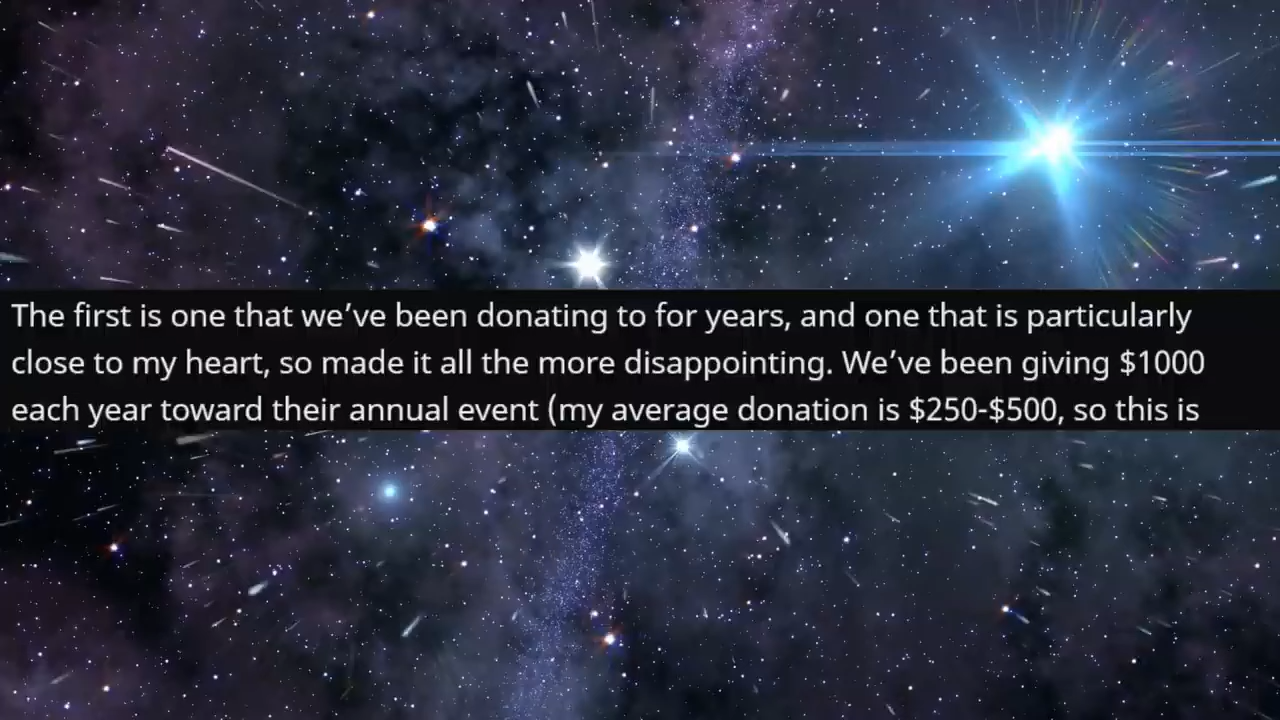 The first is one that we’ve been donating to for years, and one that is particularly
close to my heart, so made it all the more disappointing. We’ve been giving $1000
each year toward their annual event (my average donation is $250-$500, so this is